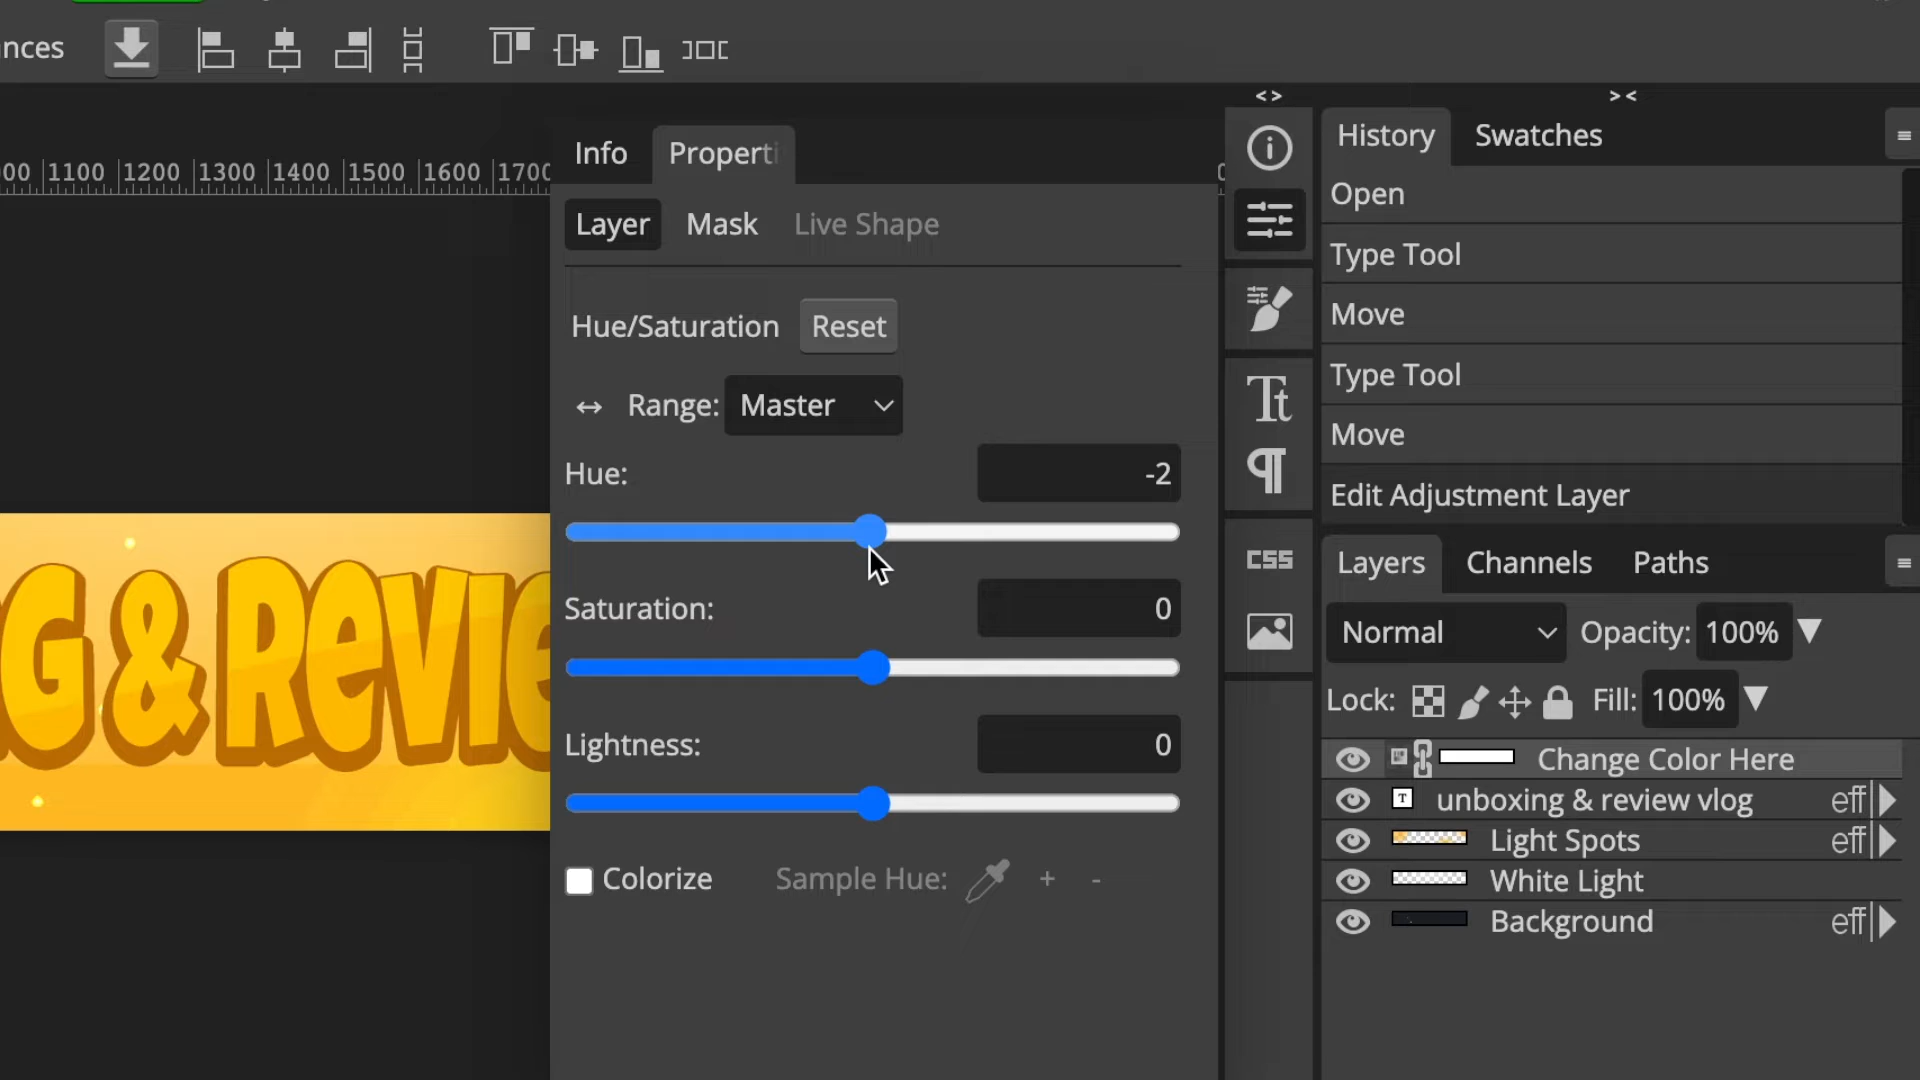 nces
00 1100 1200 1300 1400 1500 1600 1700
Info Properti
Layer Mask Live Shape
Hue/Saturation Reset
Range: Master
Hue: -2
Saturation: 0
Lightness: 0
Colorize Sample Hue: + -
G & Revie
CSS
History Swatches
Open
Type Tool
Move
Type Tool
Move
Edit Adjustment Layer
Layers Channels Paths
Normal Opacity: 100%
Lock: Fill: 100%
Change Color Here
T unboxing & review vlog eff
Light Spots eff
White Light
Background eff